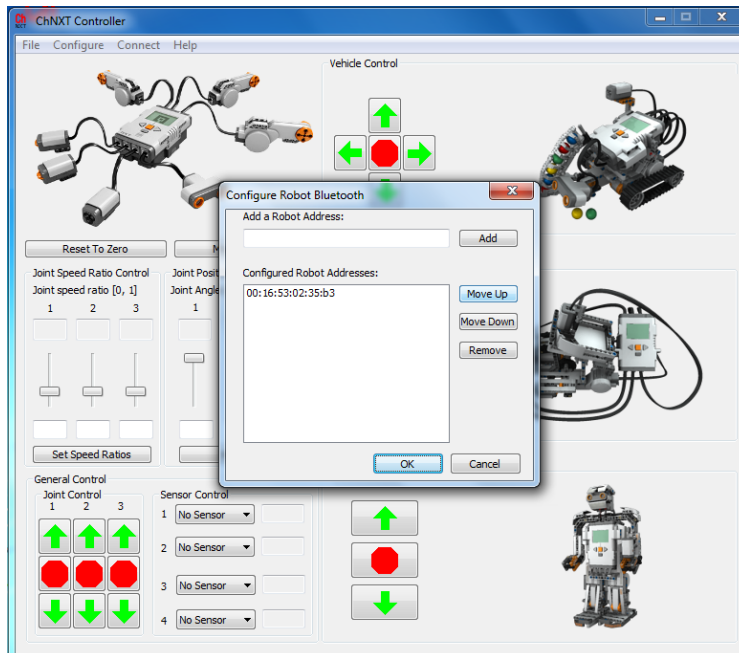 ChNXT Controller
File Configure Connect Help
Vehicle Control
Configure Robot Bluetooth
Add a Robot Address:
Add
Configured Robot Addresses:
00:16:53:02:35:b3
Move Up
Move Down
Remove
OK
Cancel
Reset To Zero
Joint Speed Ratio Control
Joint speed ratio [0, 1]
1 2 3
Set Speed Ratios
Joint Posit
Joint Angle
1
General Control
Joint Control
1 2 3
Sensor Control
1 No Sensor
2 No Sensor
3 No Sensor
4 No Sensor